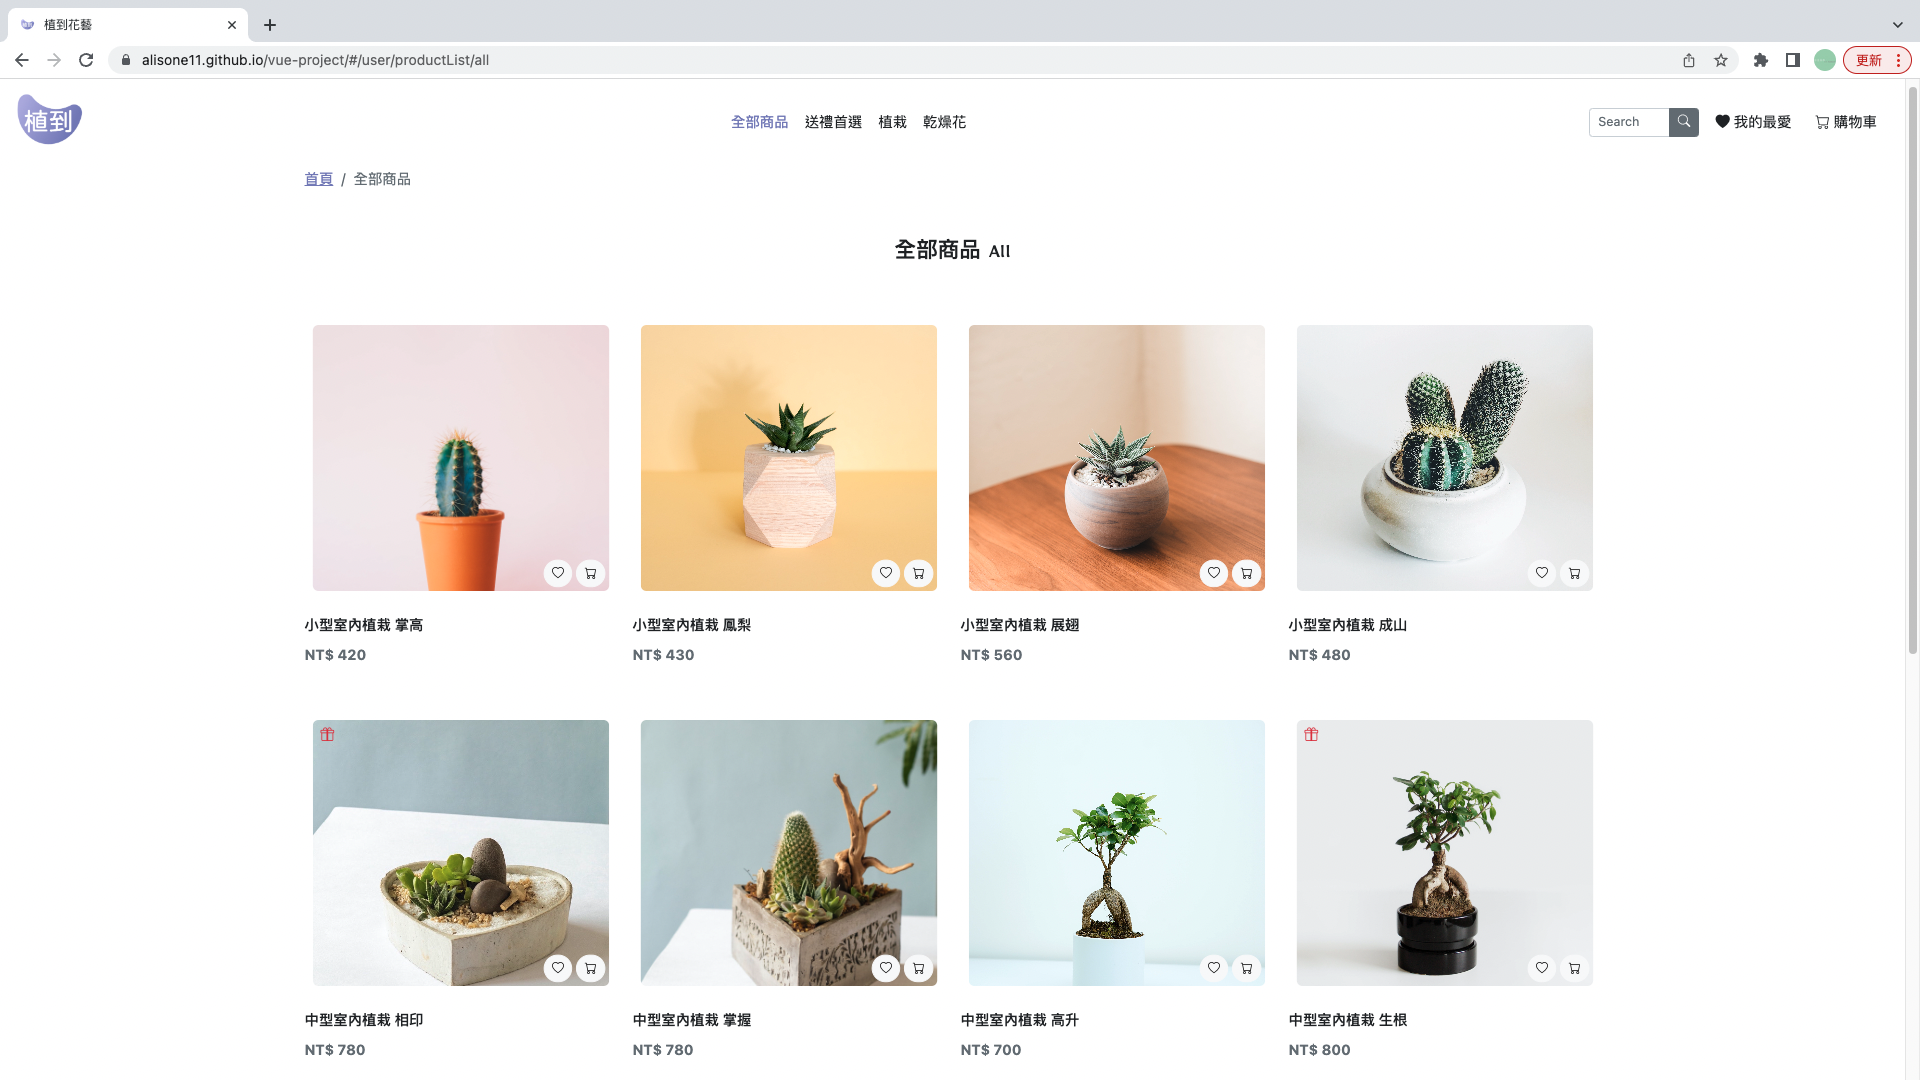 植到花藝
alisone11.github.io/vue-project/#/user/productList/all
更新
植到
全部商品 送禮首選 植栽 乾燥花
Search
我的最愛 購物車
首頁 / 全部商品
全部商品 All
小型室內植栽 掌高
NT$ 420
小型室內植栽 鳳梨
NT$ 430
小型室內植栽 展翅
NT$ 560
小型室內植栽 成山
NT$ 480
中型室內植栽 相印
NT$ 780
中型室內植栽 掌握
NT$ 780
中型室內植栽 高升
NT$ 700
中型室內植栽 生根
NT$ 800